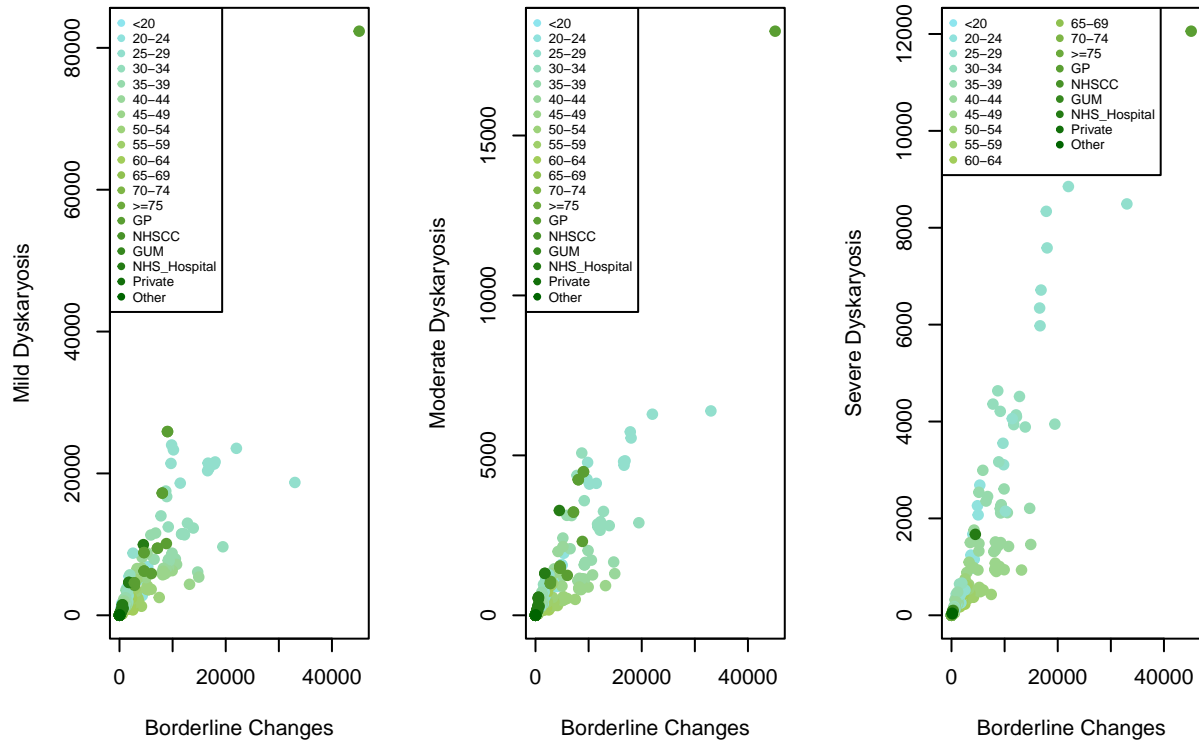 Mild Dyskaryosis
0
20000
40000
60000
80000
<20
20−24
25−29
30−34
35−39
40−44
45−49
50−54
55−59
60−64
65−69
70−74
>=75
GP
NHSCC
GUM
NHS_Hospital
Private
Other
0 20000 40000
Borderline Changes
Moderate Dyskaryosis
0
5000
10000
15000
<20
20−24
25−29
30−34
35−39
40−44
45−49
50−54
55−59
60−64
65−69
70−74
>=75
GP
NHSCC
GUM
NHS_Hospital
Private
Other
0 20000 40000
Borderline Changes
Severe Dyskaryosis
0
2000
4000
6000
8000
10000
12000
<20
20−24
25−29
30−34
35−39
40−44
45−49
50−54
55−59
60−64
65−69
70−74
>=75
GP
NHSCC
GUM
NHS_Hospital
Private
Other
0 20000 40000
Borderline Changes